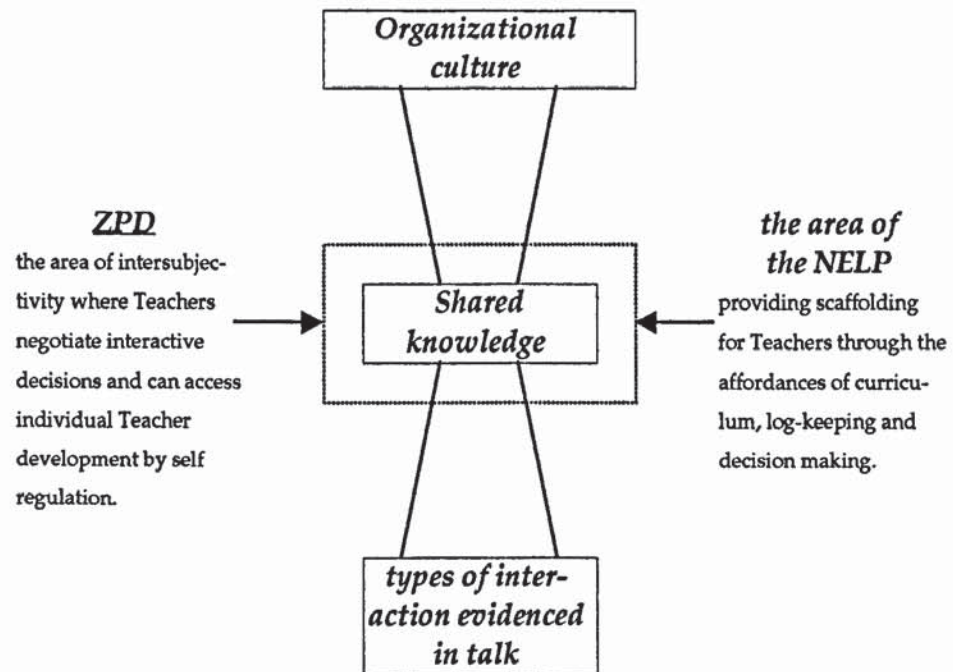 Organizational
culture
ZPD
the area of intersubjec-
tivity where Teachers
negotiate interactive
decisions and can access
individual Teacher
development by self
regulation.
Shared
knowledge
the area of
the NELP
providing scaffolding
for Teachers through the
affordances of curricu-
lum, log-keeping and
decision making.
types of inter-
action evidenced
in talk